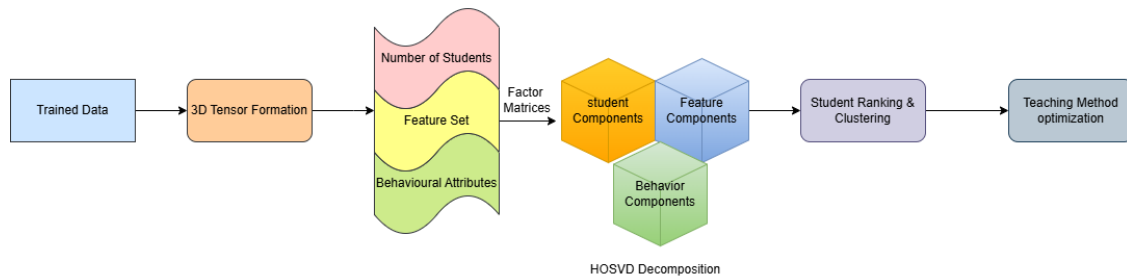 Trained Data
3D Tensor Formation
Number of Students
Feature Set
Behavioural Attributes
Factor
Matrices
student
Components
Feature
Components
Behavior
Components
HOSVD Decomposition
Student Ranking &
Clustering
Teaching Method
optimization